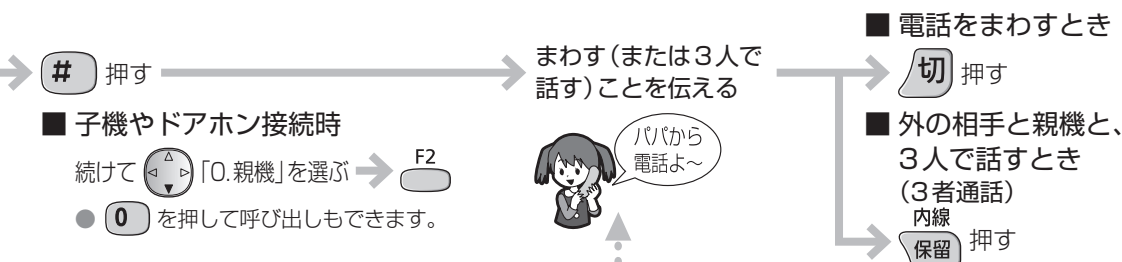 # 押す
■ 子機やドアホン接続時
続けて「0.親機」を選ぶ F2
● 0 を押して呼び出しもできます。
まわす(または3人で
話す)ことを伝える
パパから
電話よ~
■ 電話をまわすとき
切 押す
■ 外の相手と親機と、
3人で話すとき
(3者通話)
内線
保留 押す